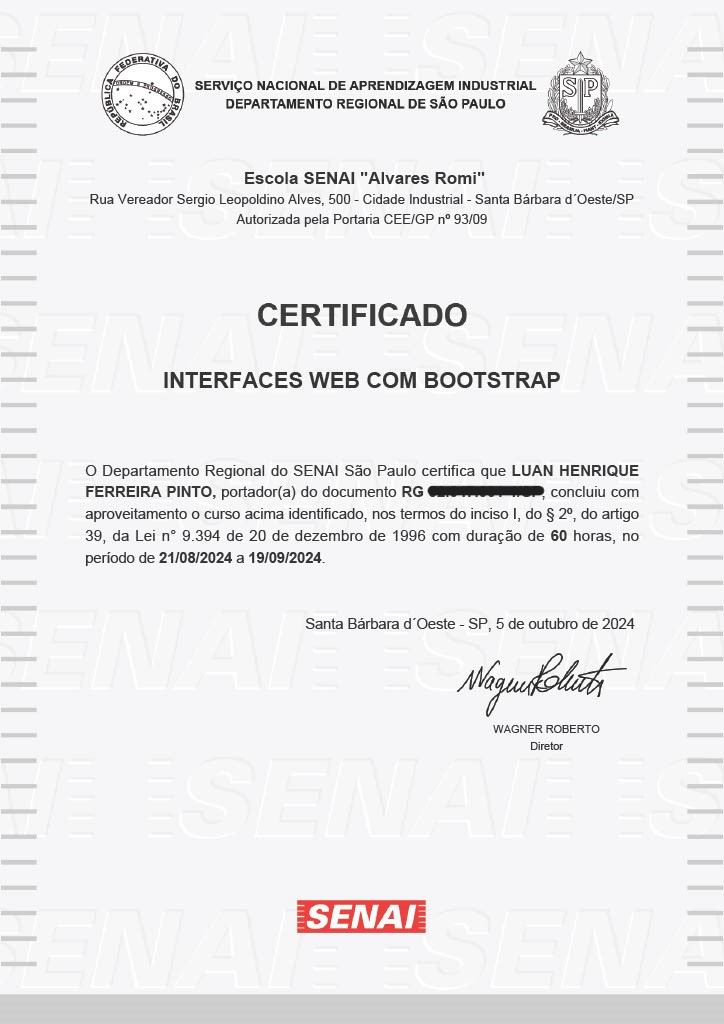 REPÚBLICA FEDERATIVA DO BRASIL
ORDEM E PROGRESSO
SERVIÇO NACIONAL DE APRENDIZAGEM INDUSTRIAL
DEPARTAMENTO REGIONAL DE SÃO PAULO
SP
Escola SENAI "Alvares Romi"
Rua Vereador Sergio Leopoldino Alves, 500 - Cidade Industrial - Santa Bárbara d´Oeste/SP
Autorizada pela Portaria CEE/GP nº 93/09
CERTIFICADO
INTERFACES WEB COM BOOTSTRAP
O Departamento Regional do SENAI São Paulo certifica que LUAN HENRIQUE
FERREIRA PINTO, portador(a) do documento RG , concluiu com
aproveitamento o curso acima identificado, nos termos do inciso I, do § 2º, do artigo
39, da Lei n° 9.394 de 20 de dezembro de 1996 com duração de 60 horas, no
período de 21/08/2024 a 19/09/2024.
Santa Bárbara d´Oeste - SP, 5 de outubro de 2024
Wagner Roberto
WAGNER ROBERTO
Diretor
SENAI